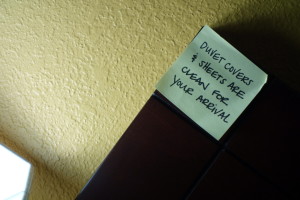 DUVET COVERS
& SHEETS ARE
CLEAN FOR
YOUR ARRIVAL